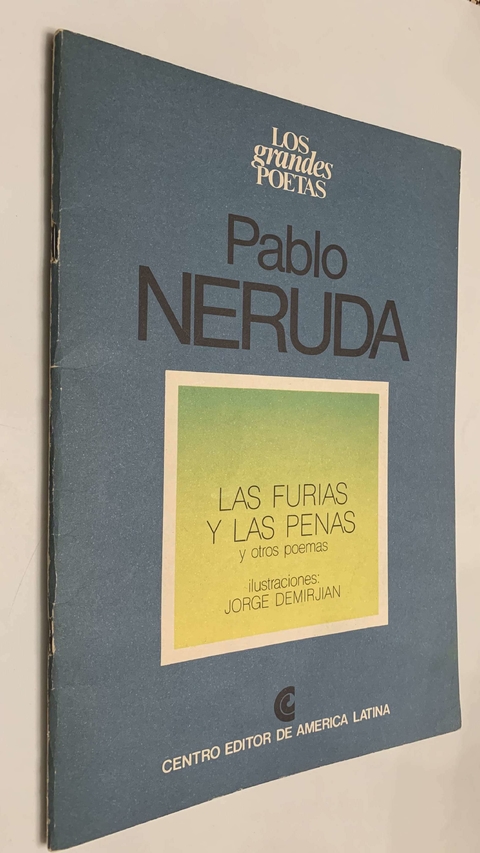 LOS
grandes
POETAS
Pablo
NERUDA
LAS FURIAS
Y LAS PENAS
y otros poemas
ilustraciones:
JORGE DEMIRJIAN
CENTRO EDITOR DE AMERICA LATINA